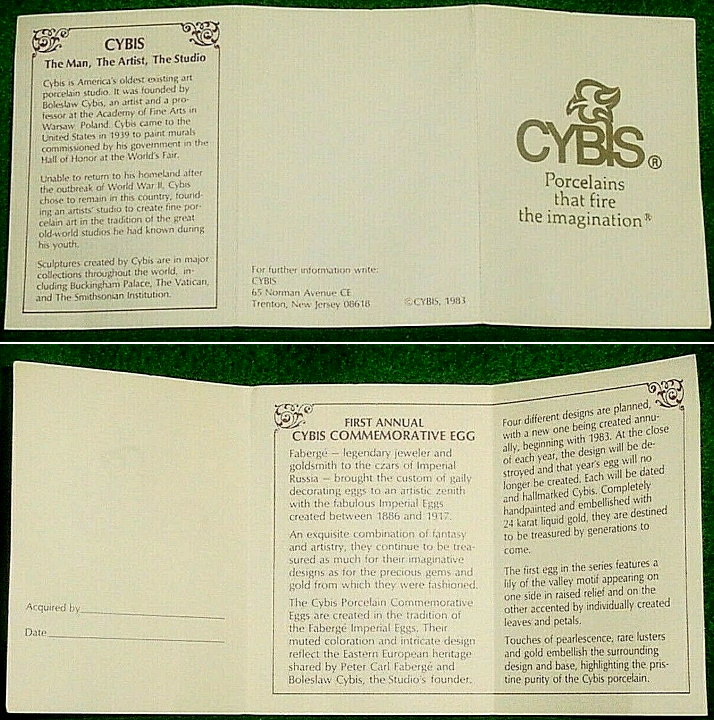 CYBIS
The Man, The Artist, The Studio
Cybis is America's oldest existing art
porcelain studio. It was founded by
Boleslaw Cybis, an artist and a pro-
fessor at the Academy of Fine Arts in
Warsaw Poland. Cybis came to the
United States in 1939 to paint murals
commissioned by his government in the
Hall of Honor at the World's Fair.
Unable to return to his homeland after
the outbreak of World War II, Cybis
chose to remain in this country, found-
ing an artists' studio to create fine por-
celain art in the tradition of the great
old-world studios he had known during
his youth.
Sculptures created by Cybis are in major
collections throughout the world, in-
cluding Buckingham Palace, The Vatican,
and The Smithsonian Institution.
For further information write:
CYBIS
65 Norman Avenue CE
Trenton, New Jersey 08618
©CYBIS, 1983
CYBIS®
Porcelains
that fire
the imagination®
Acquired by
Date
FIRST ANNUAL
CYBIS COMMEMORATIVE EGG
Fabergé — legendary jeweler and
goldsmith to the czars of Imperial
Russia — brought the custom of gaily
decorating eggs to an artistic zenith
with the fabulous Imperial Eggs
created between 1886 and 1917.
An exquisite combination of fantasy
and artistry, they continue to be trea-
sured as much for their imaginative
designs as for the precious gems and
gold from which they were fashioned.
The Cybis Porcelain Commemorative
Eggs are created in the tradition of
the Fabergé Imperial Eggs. Their
muted coloration and intricate design
reflect the Eastern European heritage
shared by Peter Carl Fabergé and
Boleslaw Cybis, the Studio's founder.
Four different designs are planned,
with a new one being created annu-
ally, beginning with 1983. At the close
of each year, the design will be de-
stroyed and that year's egg will no
longer be created. Each will be dated
and hallmarked Cybis. Completely
handpainted and embellished with
24 karat liquid gold, they are destined
to be treasured by generations to
come.
The first egg in the series features a
lily of the valley motif appearing on
one side in raised relief and on the
other accented by individually created
leaves and petals.
Touches of pearlescence, rare lusters
and gold embellish the surrounding
design and base, highlighting the pris-
tine purity of the Cybis porcelain.